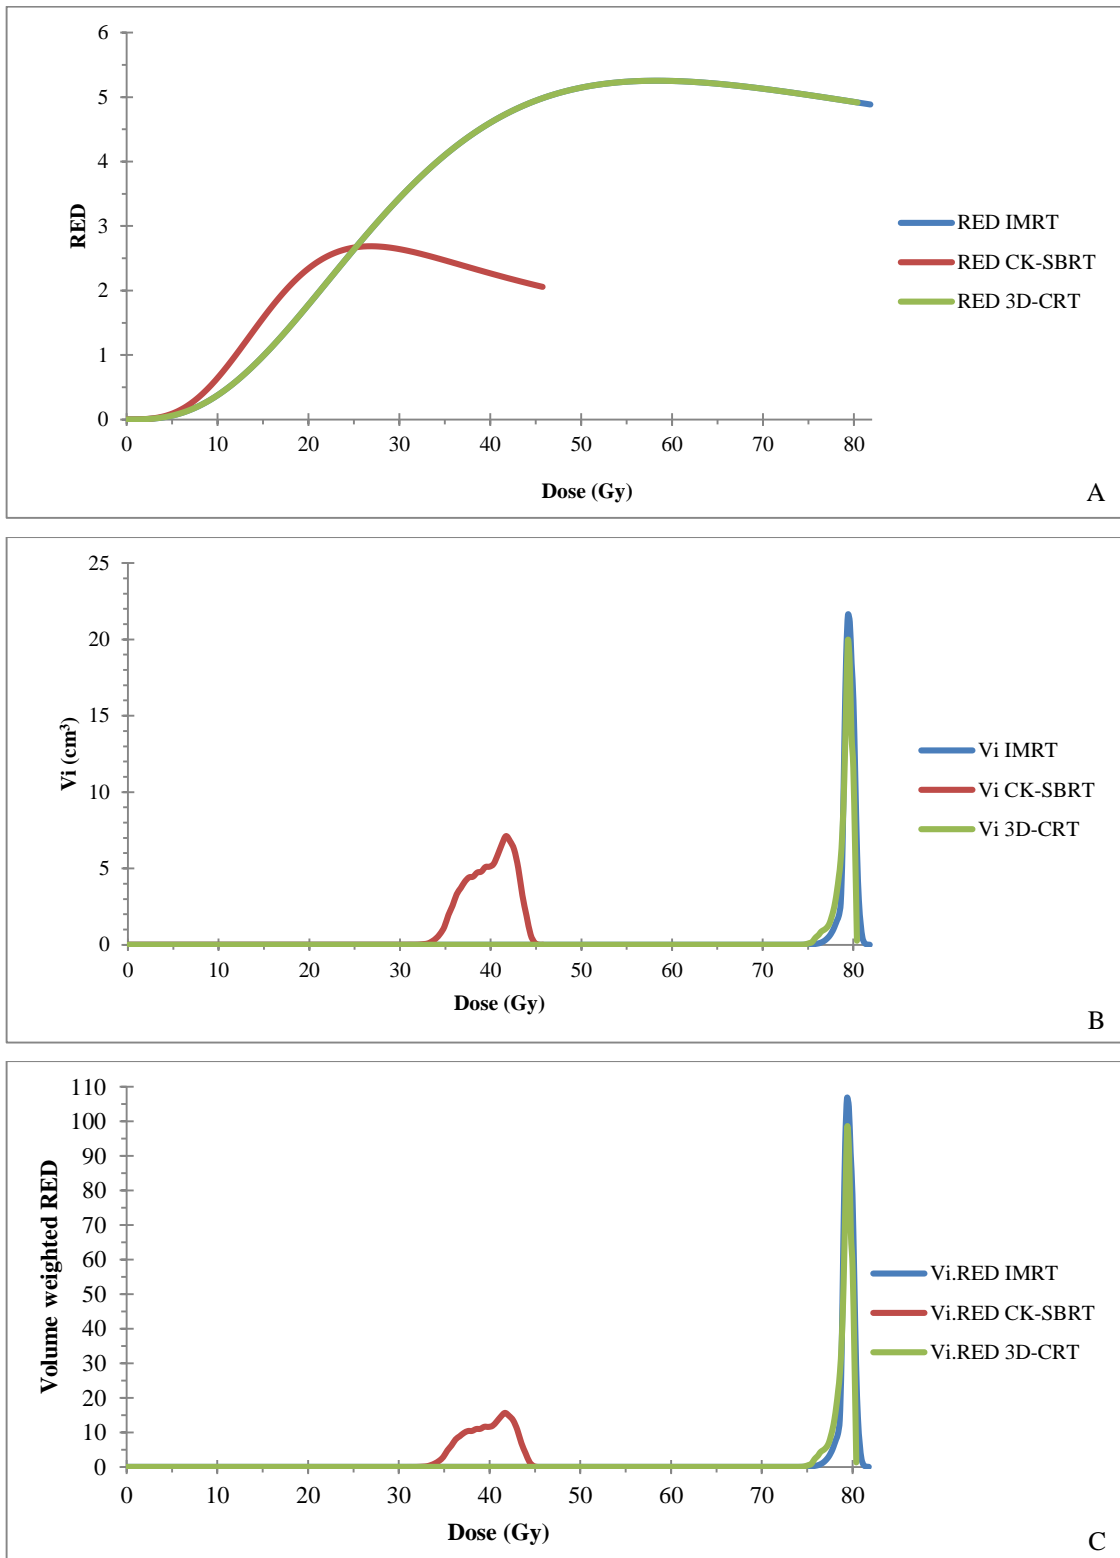 6
5
4
3
2
1
0
RED
0 10 20 30 40 50 60 70 80
Dose (Gy)
RED IMRT
RED CK-SBRT
RED 3D-CRT
A
25
20
15
10
5
0
Vi (cm³)
0 10 20 30 40 50 60 70 80
Dose (Gy)
Vi IMRT
Vi CK-SBRT
Vi 3D-CRT
B
110
100
90
80
70
60
50
40
30
20
10
0
Volume weighted RED
0 10 20 30 40 50 60 70 80
Dose (Gy)
Vi.RED IMRT
Vi.RED CK-SBRT
Vi.RED 3D-CRT
C